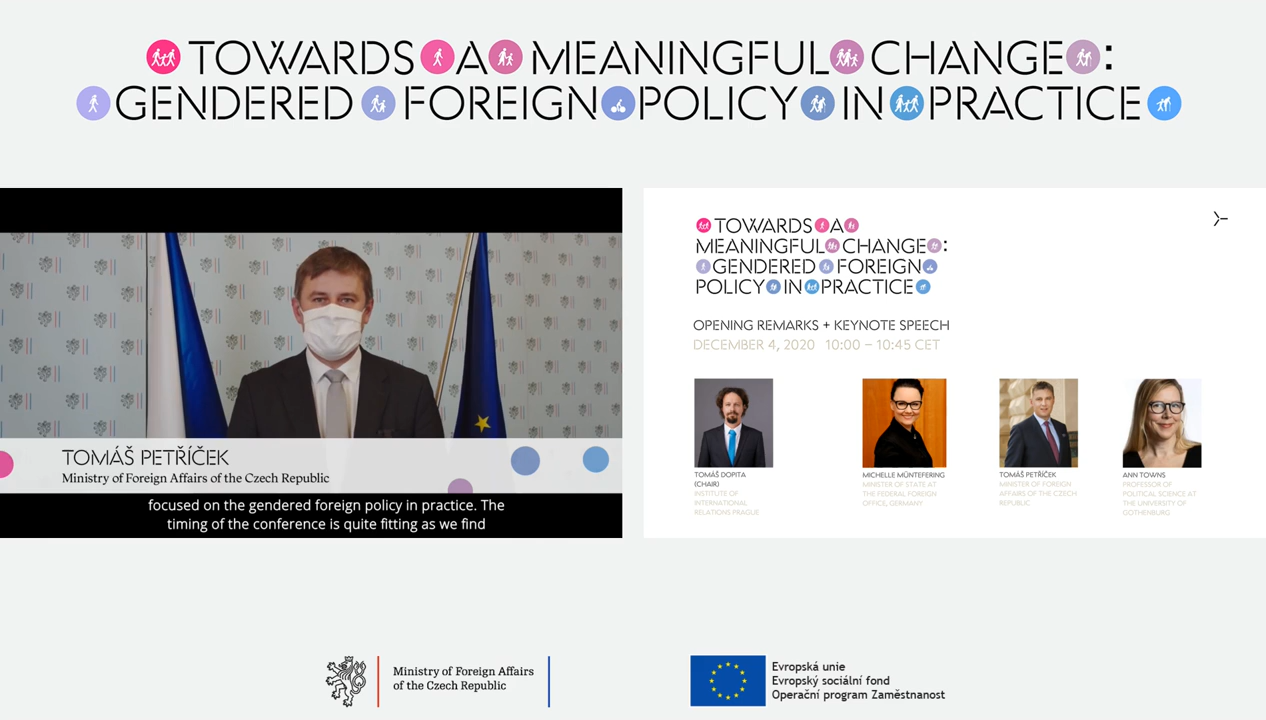 TOWARDS A MEANINGFUL CHANGE:
GENDERED FOREIGN POLICY IN PRACTICE
TOMÁŠ PETŘÍČEK
Ministry of Foreign Affairs of the Czech Republic
focused on the gendered foreign policy in practice. The
timing of the conference is quite fitting as we find
TOWARDS A
MEANINGFUL CHANGE:
GENDERED FOREIGN
POLICY IN PRACTICE
OPENING REMARKS + KEYNOTE SPEECH
DECEMBER 4, 2020 10:00 – 10:45 CET
TOMÁŠ DOPITA
(CHAIR)
INSTITUTE OF
INTERNATIONAL
RELATIONS PRAGUE
MICHELLE MÜNTEFERING
MINISTER OF STATE AT
THE FEDERAL FOREIGN
OFFICE, GERMANY
TOMÁŠ PETŘÍČEK
MINISTER OF FOREIGN
AFFAIRS OF THE CZECH
REPUBLIC
ANN TOWNS
PROFESSOR OF
POLITICAL SCIENCE AT
THE UNIVERSITY OF
GOTHENBURG
Ministry of Foreign Affairs
of the Czech Republic
Evropská unie
Evropský sociální fond
Operační program Zaměstnanost